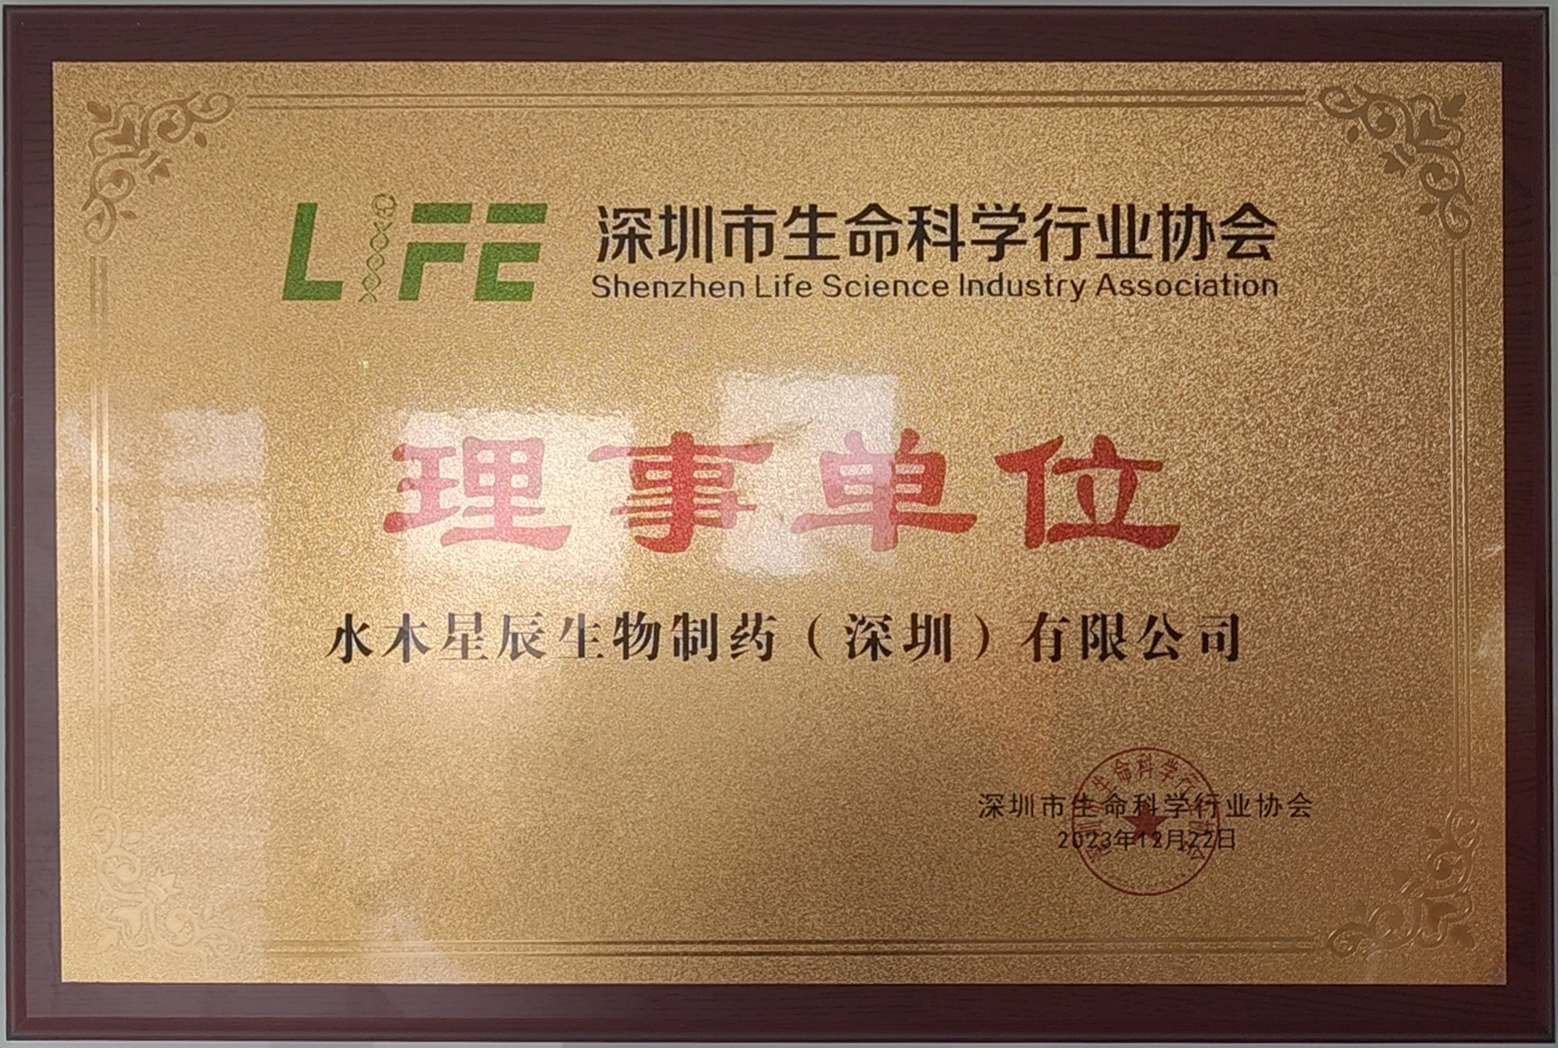 LIFE 深圳市生命科学行业协会
Shenzhen Life Science Industry Association
理事单位
水木星辰生物制药（深圳）有限公司
深圳市生命科学行业协会
2023年12月22日